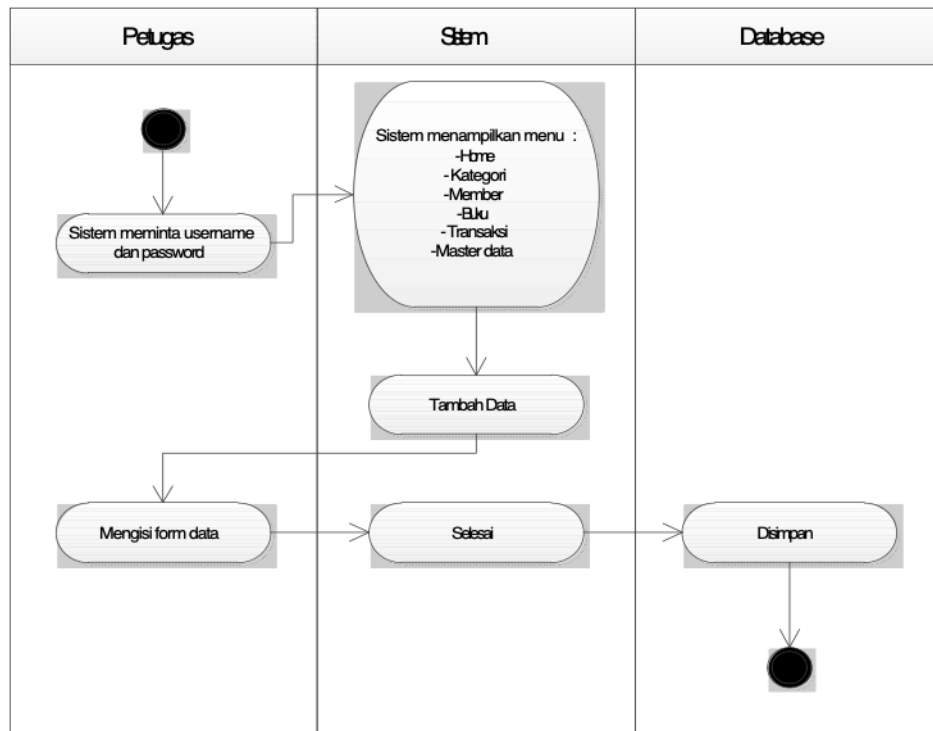 Petugas
Sistem
Database
Sistem menampilkan menu :
-Home
-Kategori
-Member
-Buku
-Transaksi
-Master data
Sistem meminta username
dan password
Tambah Data
Mengisi form data
Selesai
Disimpan